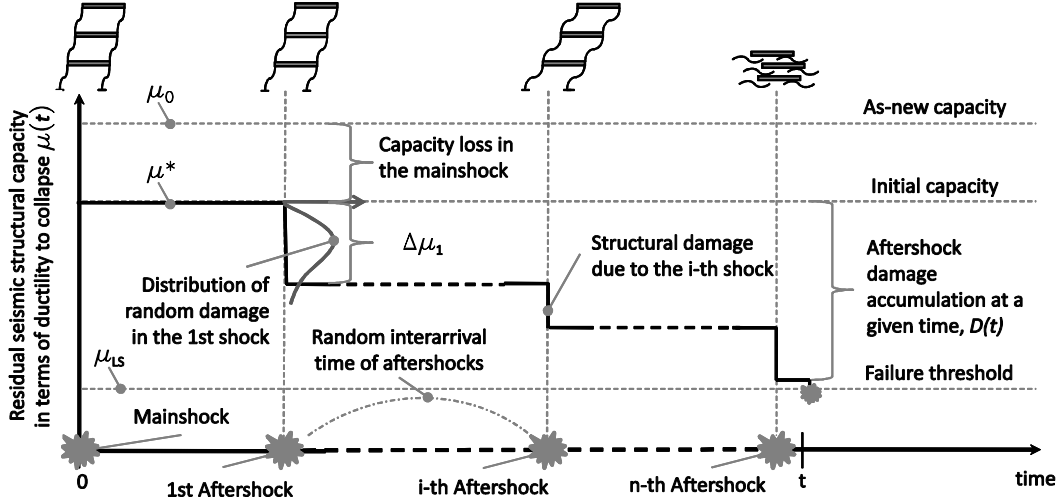 Residual seismic structural capacity
in terms of ductility to collapse μ(t)
μ₀
As-new capacity
Capacity loss in
the mainshock
μ*
Initial capacity
Δμ₁
Structural damage
due to the i-th shock
Aftershock
damage
accumulation at a
given time, D(t)
Distribution of
random damage
in the 1st shock
Random interarrival
time of aftershocks
μLS
Failure threshold
Mainshock
0
1st Aftershock
i-th Aftershock
n-th Aftershock
t
time